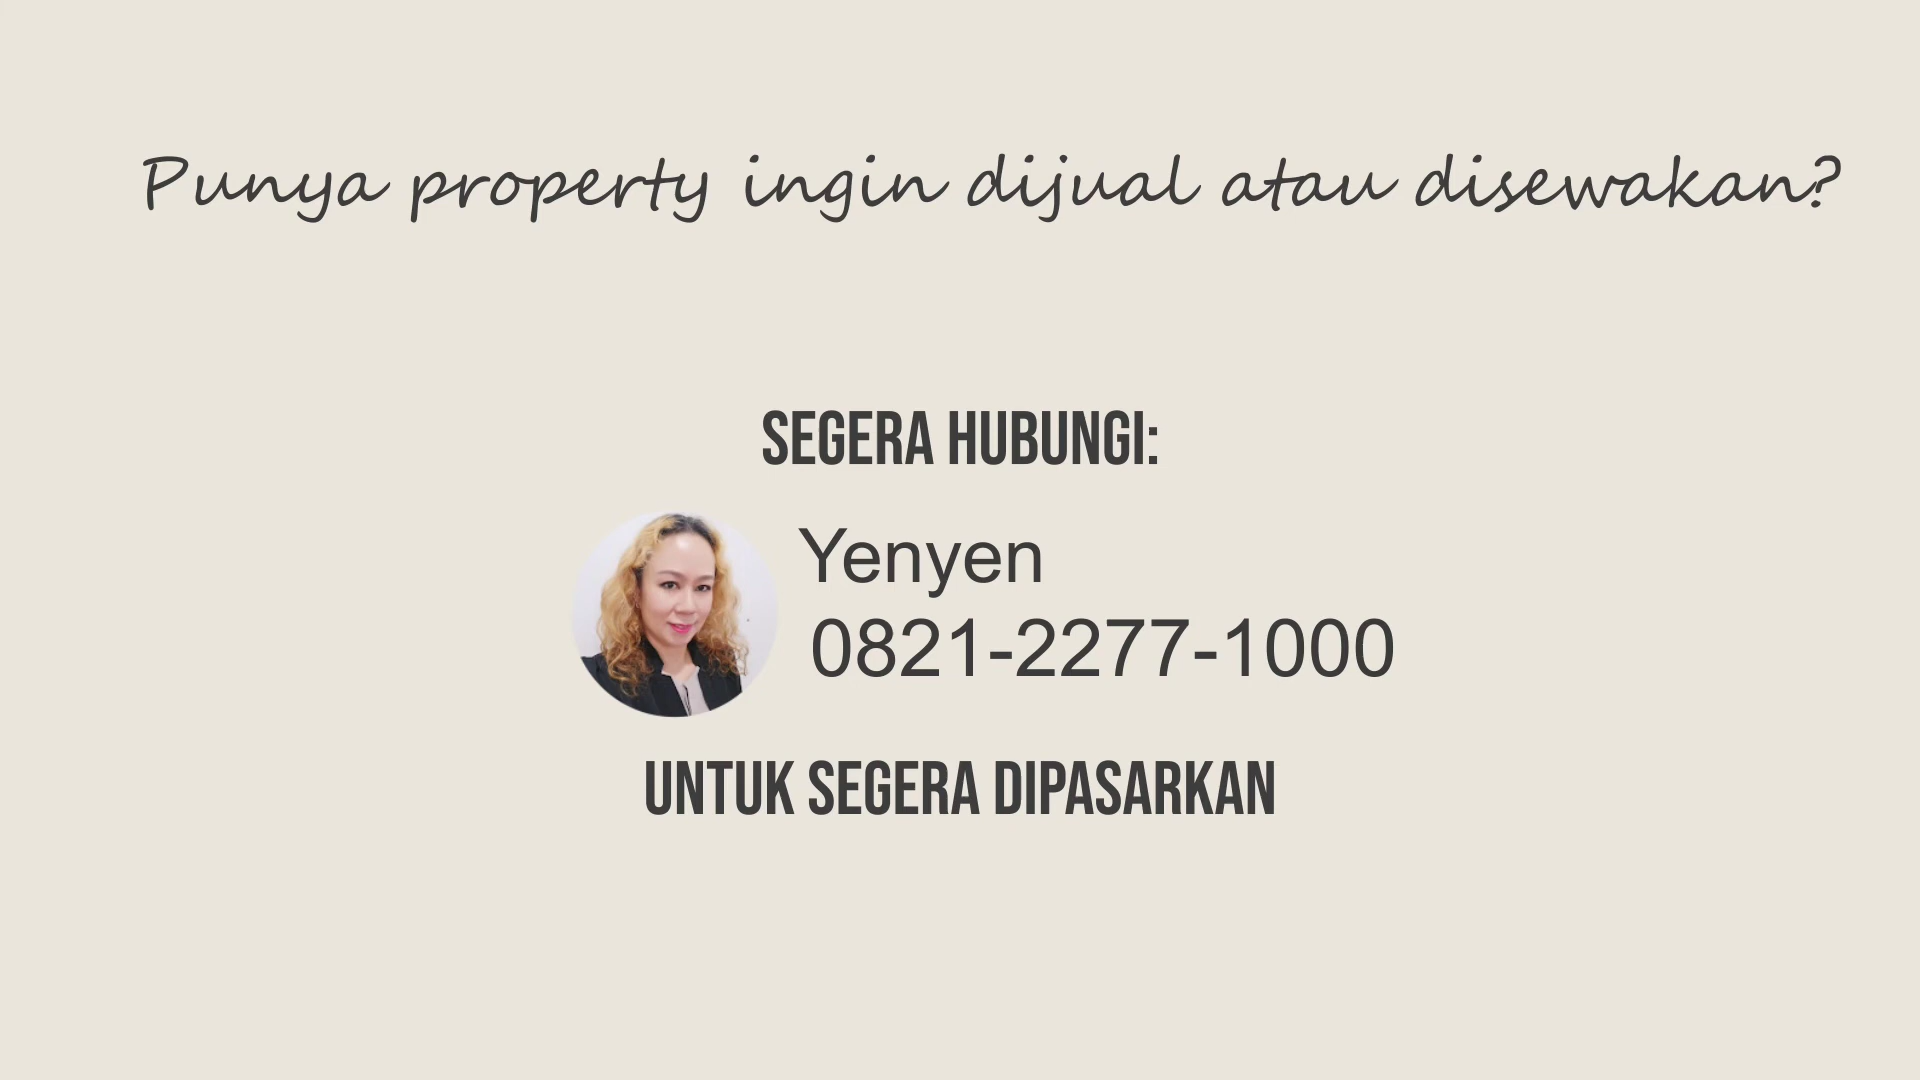 Punya property ingin dijual atau disewakan?
SEGERA HUBUNGI:
Yenyen
0821-2277-1000
UNTUK SEGERA DIPASARKAN